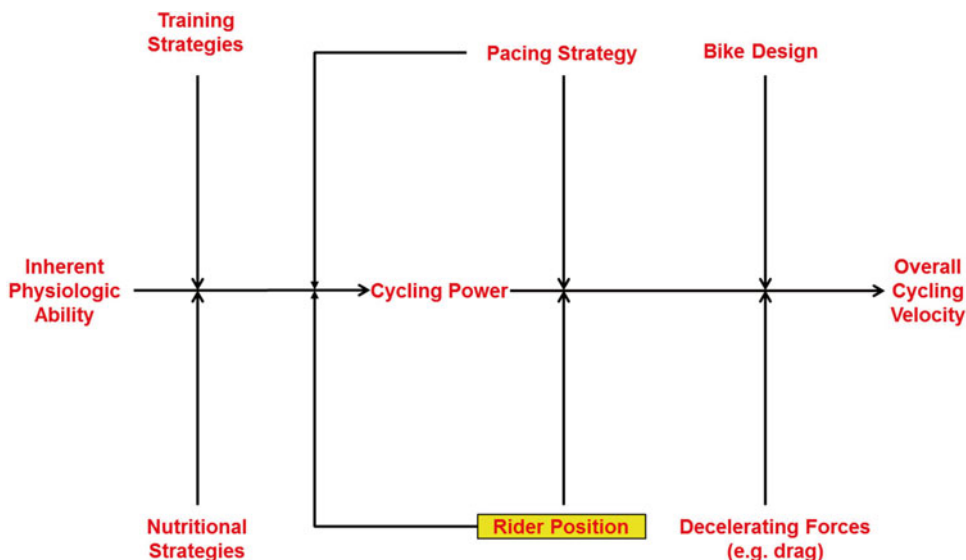 Training
Strategies
Pacing Strategy
Bike Design
Inherent
Physiologic
Ability
Cycling Power
Overall
Cycling
Velocity
Nutritional
Strategies
Rider Position
Decelerating Forces
(e.g. drag)